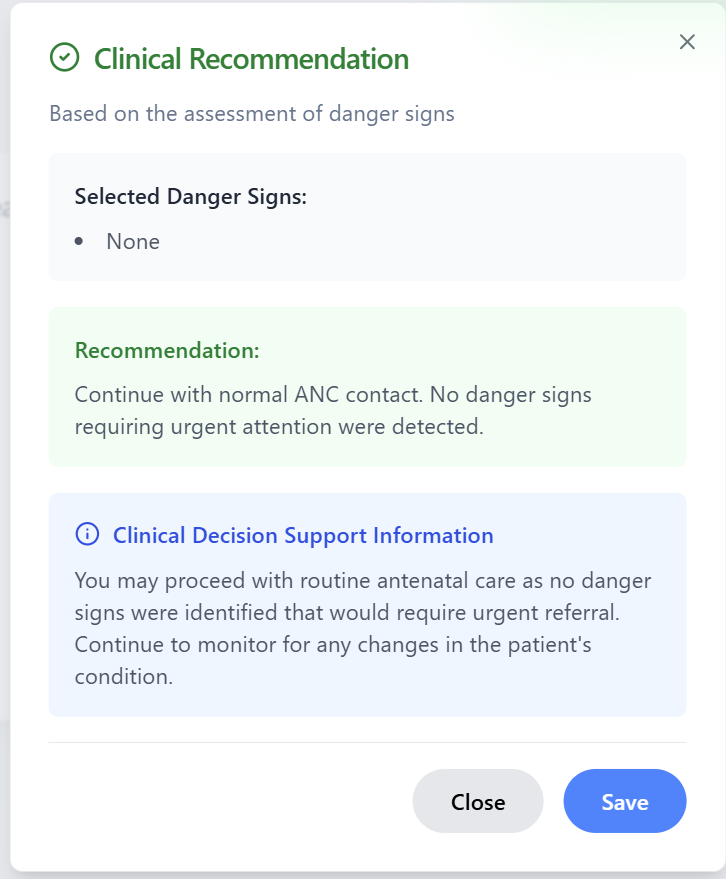 Clinical Recommendation
Based on the assessment of danger signs
Selected Danger Signs:
• None
Recommendation:
Continue with normal ANC contact. No danger signs
requiring urgent attention were detected.
Clinical Decision Support Information
You may proceed with routine antenatal care as no danger
signs were identified that would require urgent referral.
Continue to monitor for any changes in the patient's
condition.
Close
Save